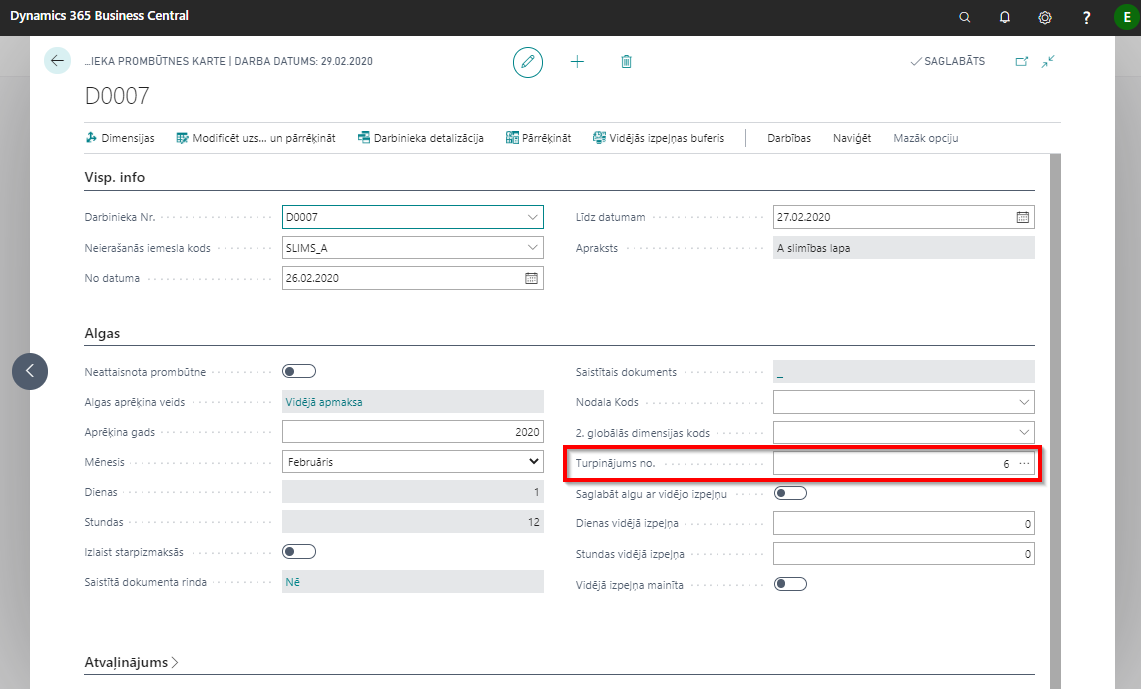 Dynamics 365 Business Central
?
E
...IEKA PROMBŪTNES KARTE | DARBA DATUMS: 29.02.2020
SAGLABĀTS
D0007
Dimensijas
Modificēt uzs... un pārrēķināt
Darbinieka detalizācija
Pārrēķināt
Vidējās izpeļņas buferis
Darbības
Naviģēt
Mazāk opciju
Visp. info
Darbinieka Nr. D0007
Neierašanās iemesla kods SLIMS_A
No datuma 26.02.2020
Līdz datumam 27.02.2020
Apraksts A slimības lapa
Algas
Neattaisnota prombūtne
Algas aprēķina veids Vidējā apmaksa
Aprēķina gads 2020
Mēnesis Februāris
Dienas 1
Stundas 12
Izlaist starpizmaksās
Saistītā dokumenta rinda Nē
Saistītais dokuments _
Nodala Kods
2. globālās dimensijas kods
Turpinājums no. 6 ...
Saglabāt algu ar vidējo izpeļņu
Dienas vidējā izpeļņa 0
Stundas vidējā izpeļņa 0
Vidējā izpeļņa mainīta
Atvaļinājums